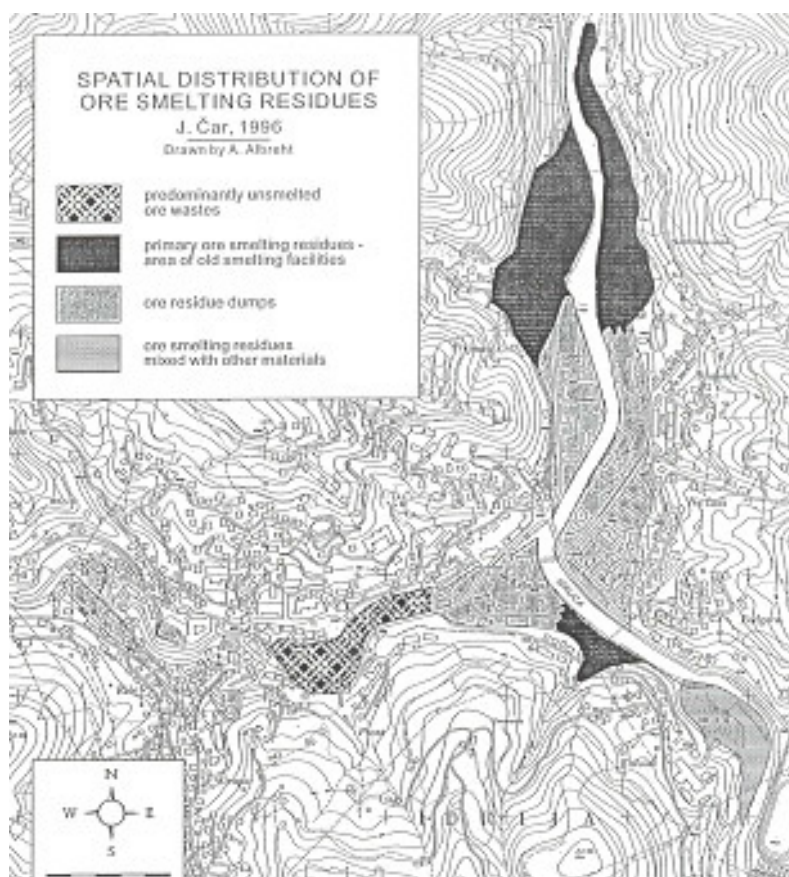 SPATIAL DISTRIBUTION OF
ORE SMELTING RESIDUES
J. Čar, 1996
Drawn by A. Albreht
predominantly unsmelted
ore wastes
primary ore smelting residues -
area of old smelting facilities
ore residue dumps
ore smelting residues
mixed with other materials
N
W
E
S